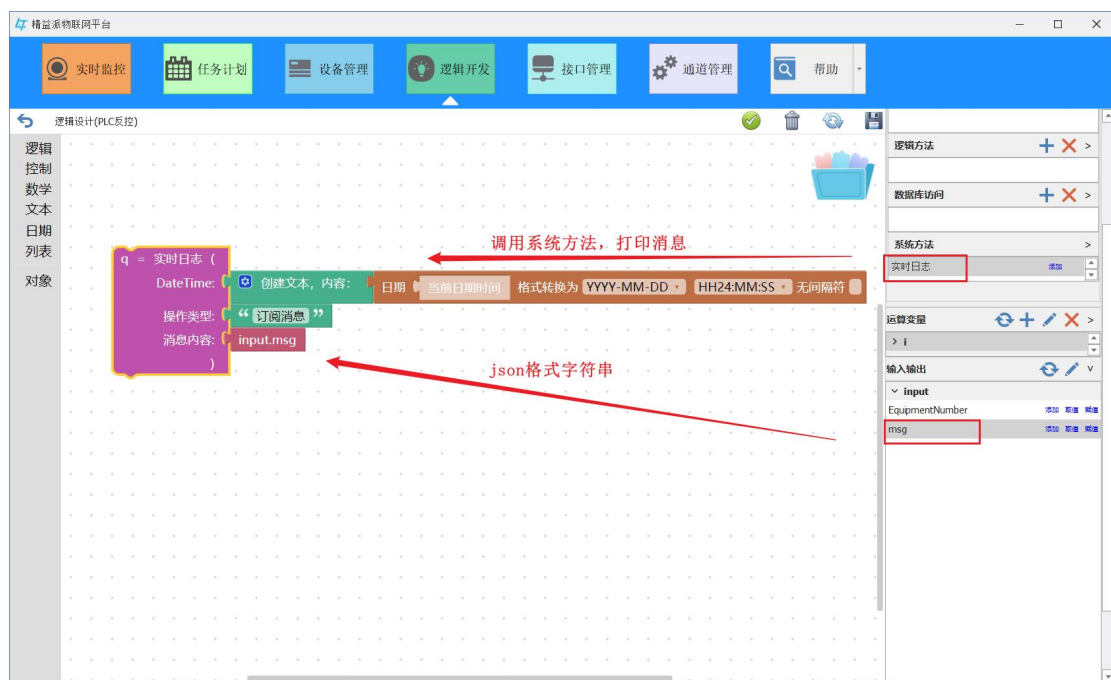 精益派物联网平台
实时监控
任务计划
设备管理
逻辑开发
接口管理
通道管理
帮助
逻辑设计(PLC反控)
逻辑
控制
数学
文本
日期
列表
对象
调用系统方法，打印消息
q = 实时日志 (
DateTime: 创建文本，内容: 日期 当前日期时间 格式转换为 YYYY-MM-DD HH24:MM:SS 无间隔符
操作类型: “ 订阅消息 ”
消息内容: input.msg
)
json格式字符串
逻辑方法
数据库访问
系统方法
实时日志 添加
运算变量
i
输入输出
input
EquipmentNumber 添加 取值 赋值
msg 添加 取值 赋值